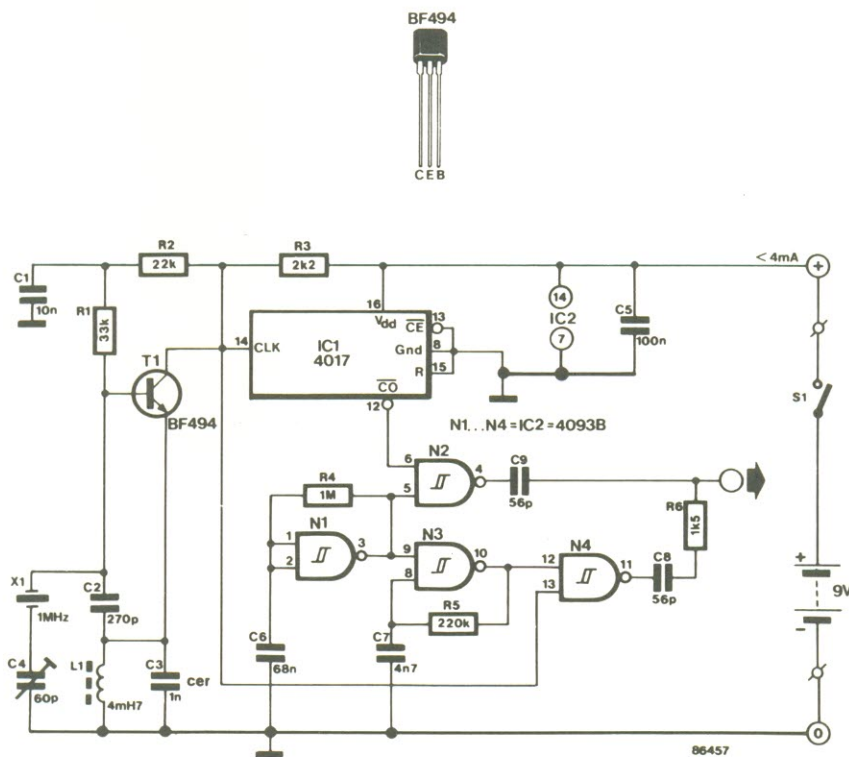 BF494
CEB
R2
22k
R3
2k2
<4mA
+
C1
10n
R1
33k
16
Vdd
14
IC2
7
C5
100n
14
CLK
IC1
4017
CE
13
Gnd
8
R
15
CO
12
T1
BF494
S1
N1...N4=IC2=4093B
N2
6
5
4
C9
56p
R4
1M
N1
1
2
3
N3
9
8
10
N4
12
13
11
C8
56p
R6
1k5
X1
1MHz
C2
270p
R5
220k
C6
68n
C7
4n7
+
9V
-
C4
60p
L1
4mH7
C3
1n
cer
0
86457